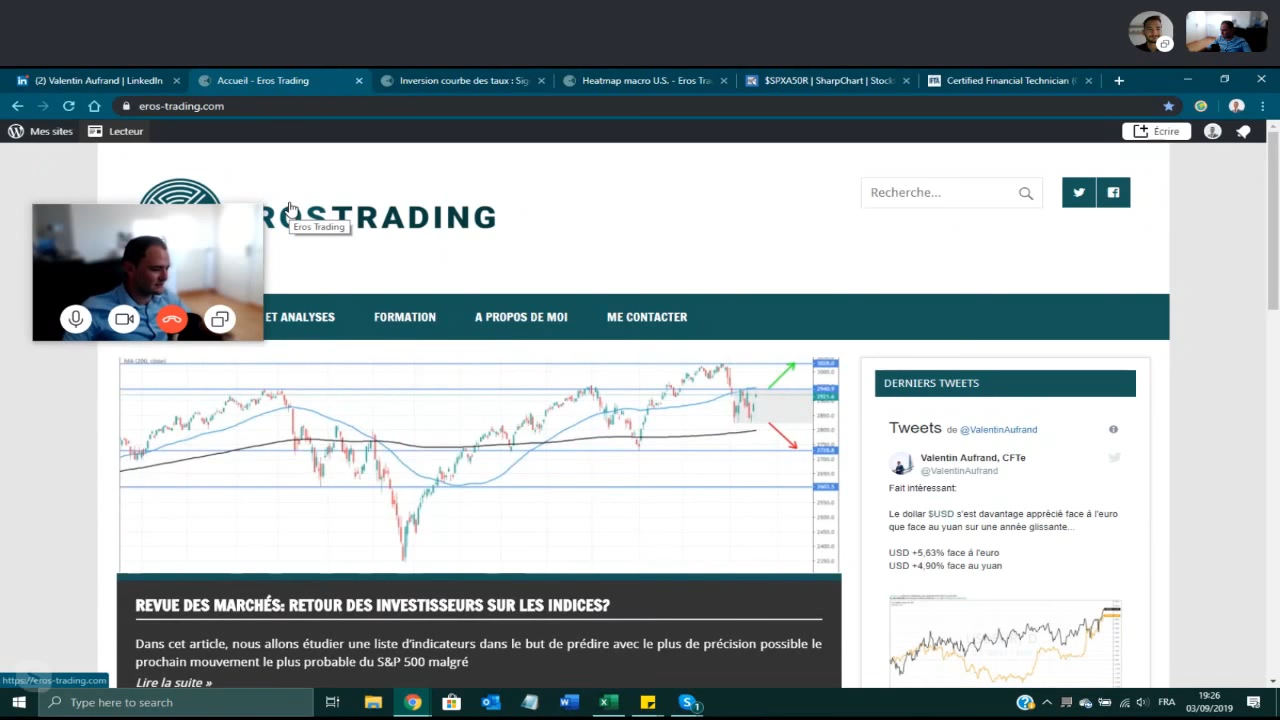 (2) Valentin Aufrand | LinkedIn
Accueil - Eros Trading
Inversion courbe des taux : Sig
Heatmap macro U.S. - Eros Tra
$SPXA50R | SharpChart | Stock
Certified Financial Technician (
eros-trading.com
Mes sites
Lecteur
Écrire
EROSTRADING
Eros Trading
Recherche...
ET ANALYSES
FORMATION
A PROPOS DE MOI
ME CONTACTER
MA (200, close)
DERNIERS TWEETS
Tweets de @ValentinAufrand
Valentin Aufrand, CFTe
@ValentinAufrand
Fait intéressant:
Le dollar $USD s'est davantage apprécié face á l'euro
que face au yuan sur une année glissante...
USD +5,63% face á l'euro
USD +4,90% face au yuan
REVUE DES MARCHÉS: RETOUR DES INVESTISSEURS SUR LES INDICES?
Dans cet article, nous allons étudier une liste d'indicateurs dans le but de prédire avec le plus de précision possible le
prochain mouvement le plus probable du S&P 500 malgré
Lire la suite »
https://eros-trading.com
Type here to search
1
FRA
19:26
03/09/2019